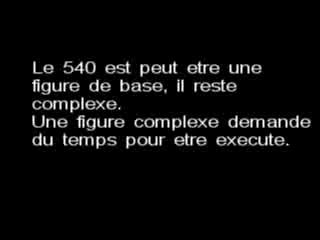 Le 540 est peut etre une
figure de base, il reste
complexe.
Une figure complexe demande
du temps pour etre execute.